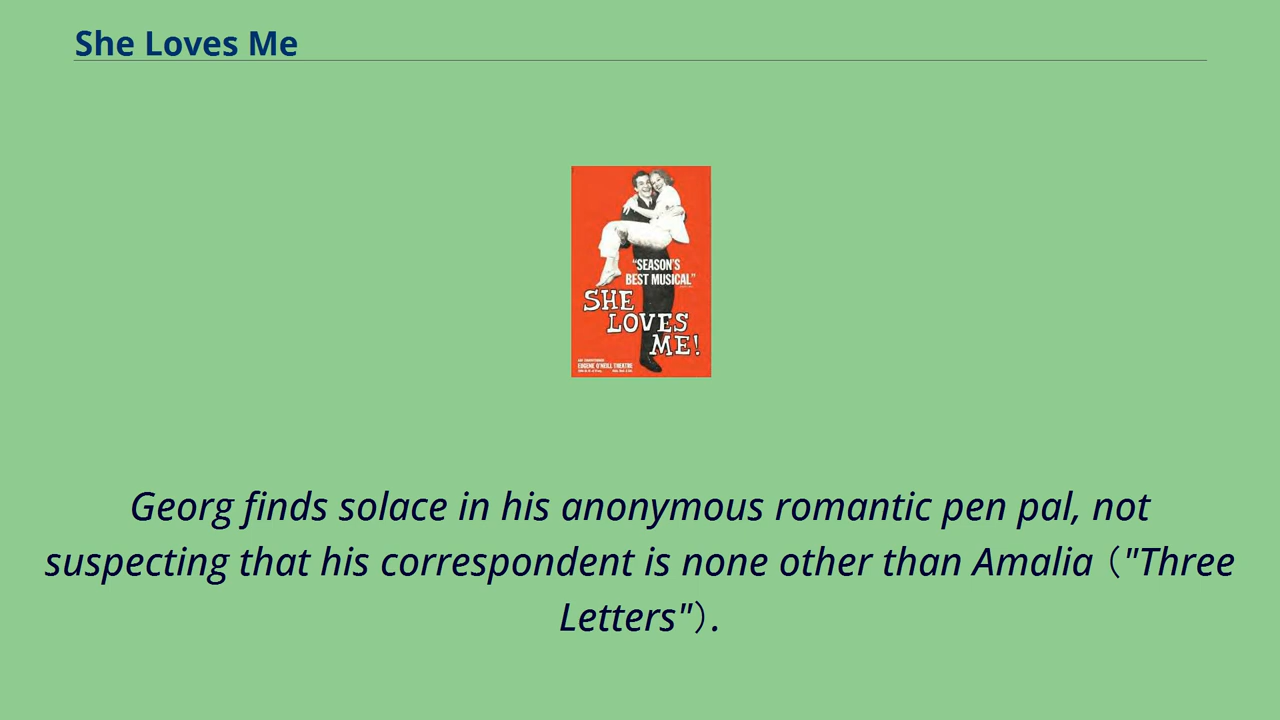 She Loves Me
"SEASON'S
BEST MUSICAL"
SHE
LOVES
ME!
EUGENE O'NEILL THEATRE
Georg finds solace in his anonymous romantic pen pal, not
suspecting that his correspondent is none other than Amalia ("Three
Letters").